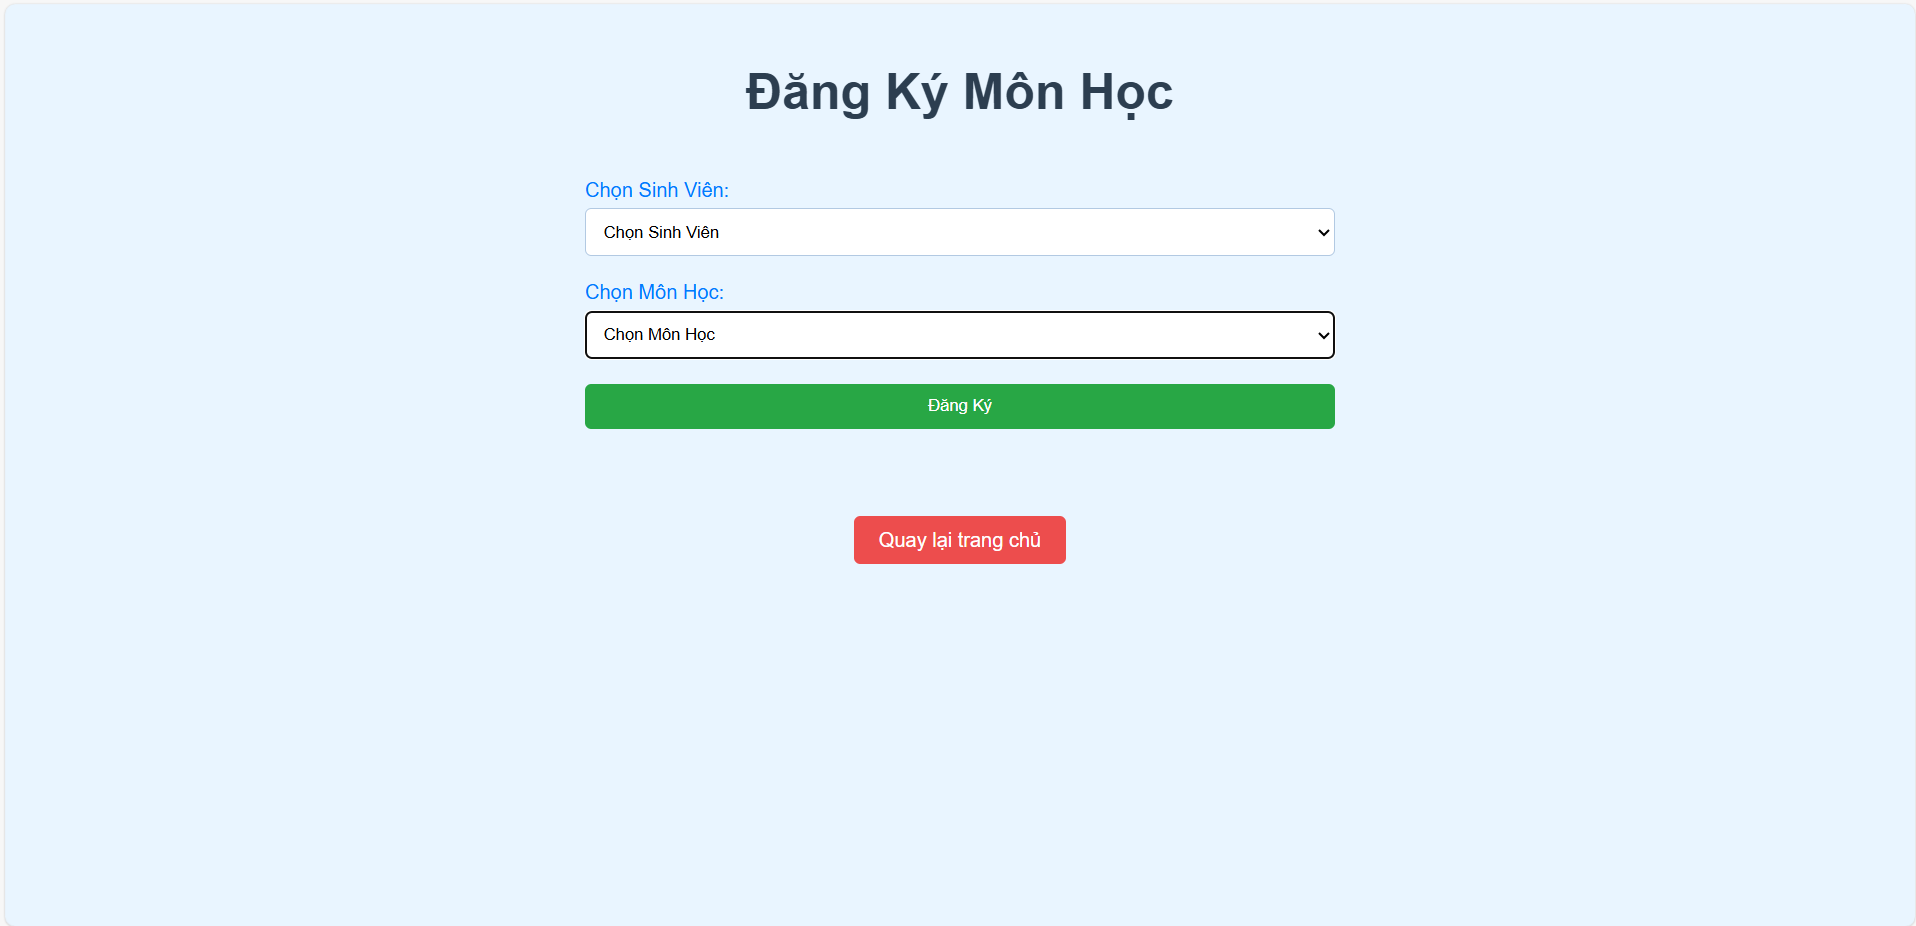 Đăng Ký Môn Học
Chọn Sinh Viên:
Chọn Sinh Viên
Chọn Môn Học:
Chọn Môn Học
Đăng Ký
Quay lại trang chủ